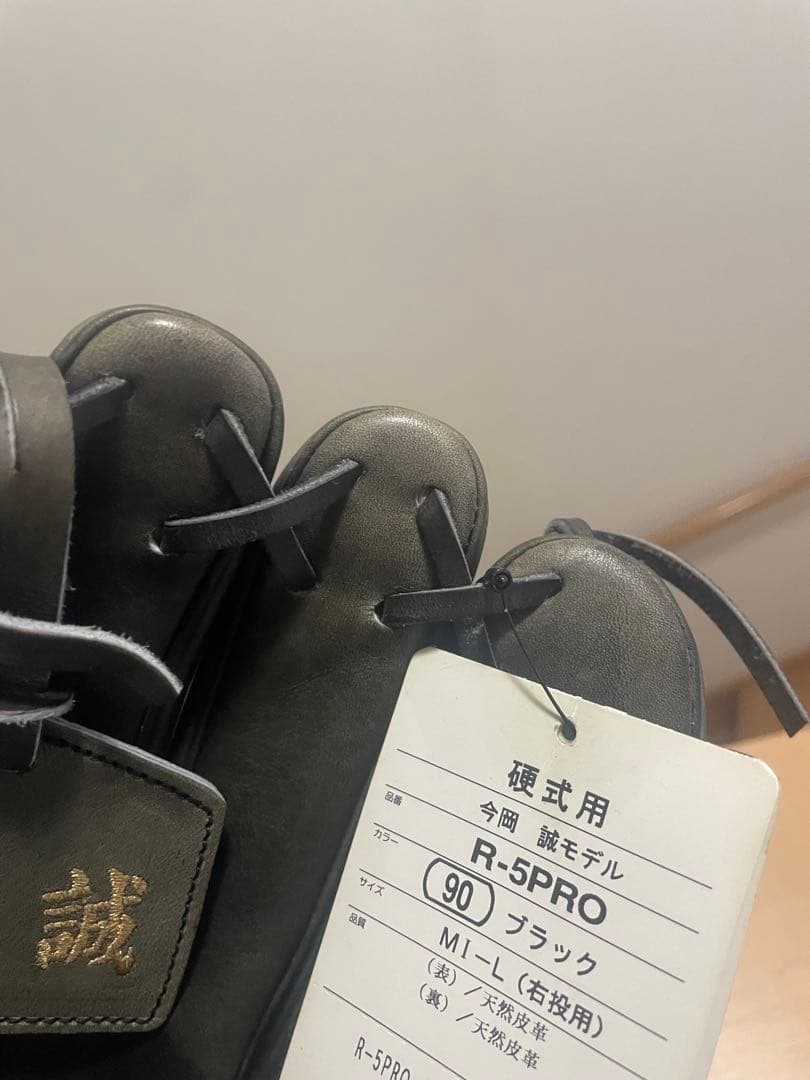 誠
硬式用
品番
今岡 誠モデル
R-5PRO
カラー
90 ブラック
サイズ
MI-L (右投用)
品質
(表)/天然皮革
(裏)/天然皮革
R-5PRO